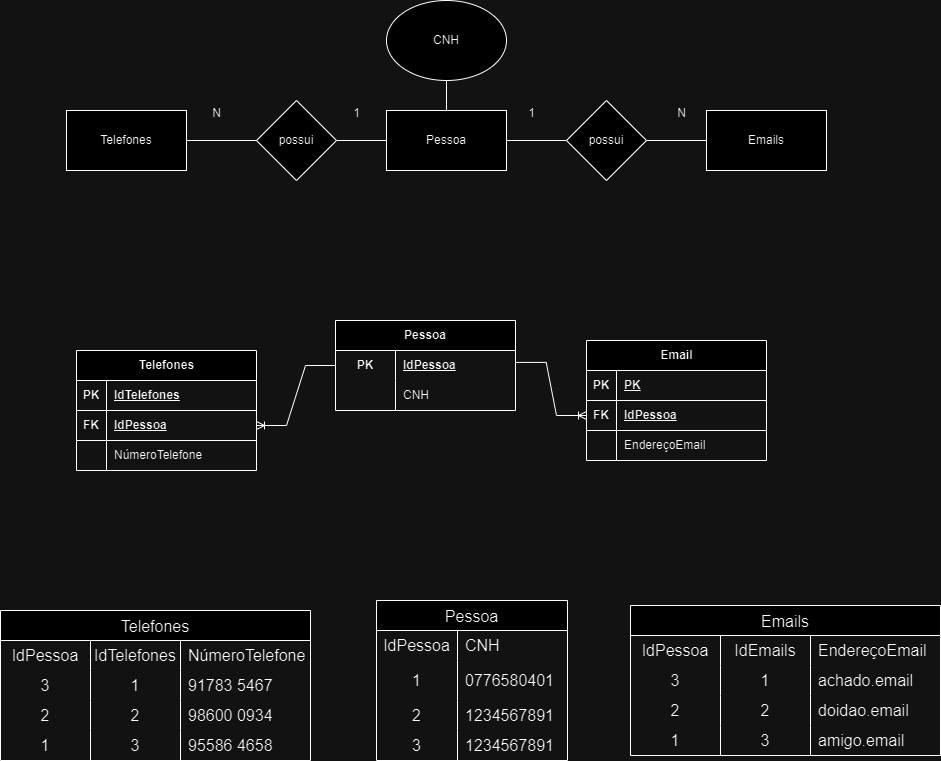 CNH
N
1
1
N
Telefones
possui
Pessoa
possui
Emails
Pessoa
PK IdPessoa
CNH
Telefones
PK IdTelefones
FK IdPessoa
NúmeroTelefone
Email
PK PK
FK IdPessoa
EndereçoEmail
Telefones
IdPessoa IdTelefones NúmeroTelefone
3 1 91783 5467
2 2 98600 0934
1 3 95586 4658
Pessoa
IdPessoa CNH
1 0776580401
2 1234567891
3 1234567891
Emails
IdPessoa IdEmails EndereçoEmail
3 1 achado.email
2 2 doidao.email
1 3 amigo.email